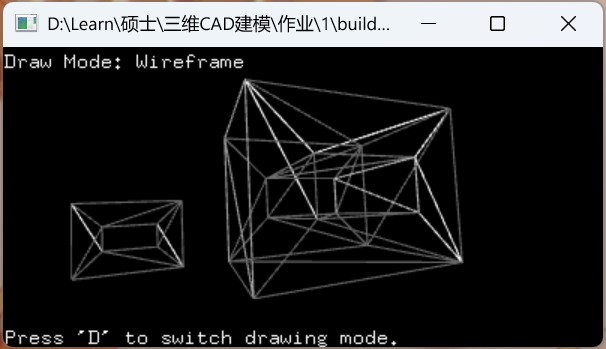 D:\Learn\硕士\三维CAD建模\作业\1\build...
Draw Mode: Wireframe
Press 'D' to switch drawing mode.